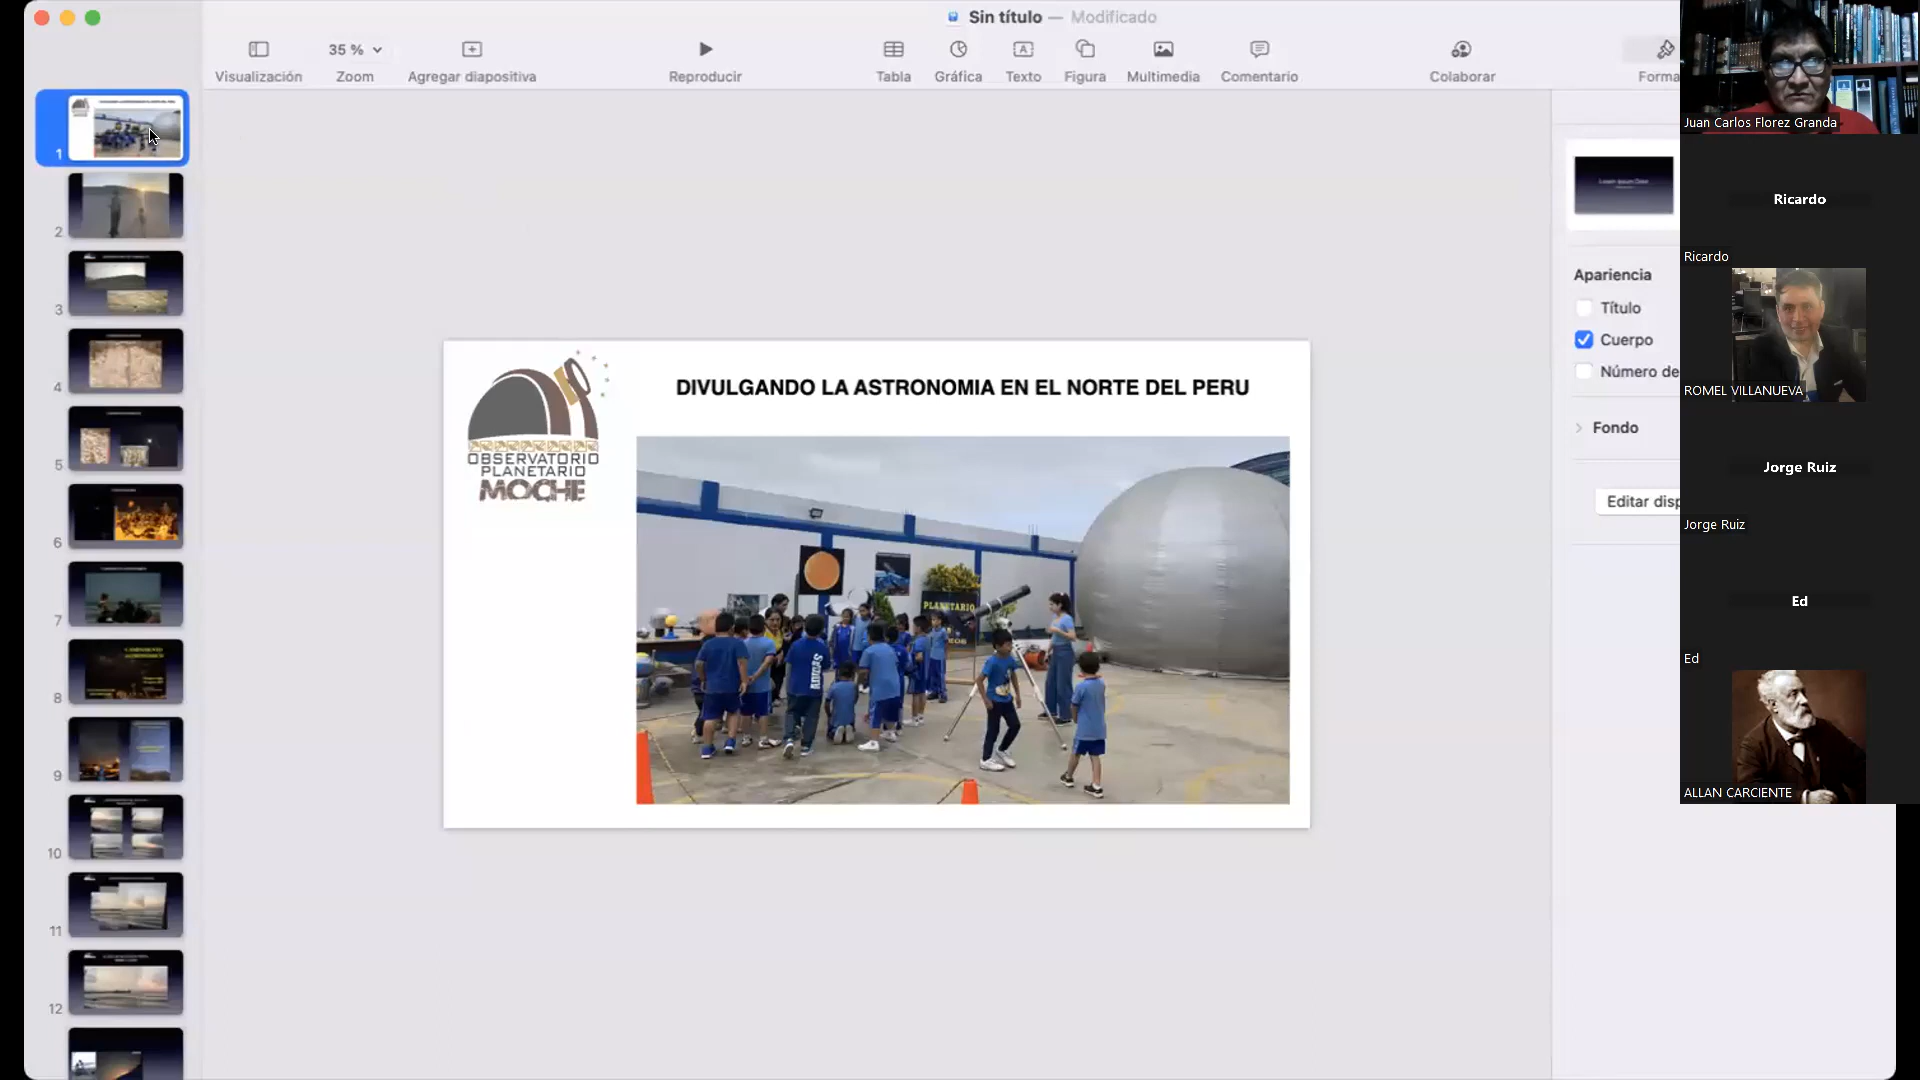 Sin título — Modificado
Visualización
35 %
Zoom
Agregar diapositiva
Reproducir
Tabla
Gráfica
Texto
Figura
Multimedia
Comentario
Colaborar
Forma
1
2
3
4
5
6
7
8
9
10
11
12
OBSERVATORIO
PLANETARIO
MOCHE
DIVULGANDO LA ASTRONOMIA EN EL NORTE DEL PERU
PLANETARIO
ADIDAS
Apariencia
Título
Cuerpo
Número de
Fondo
Editar disp
Juan Carlos Florez Granda
Ricardo
Ricardo
ROMEL VILLANUEVA
Jorge Ruiz
Jorge Ruiz
Ed
Ed
ALLAN CARCIENTE